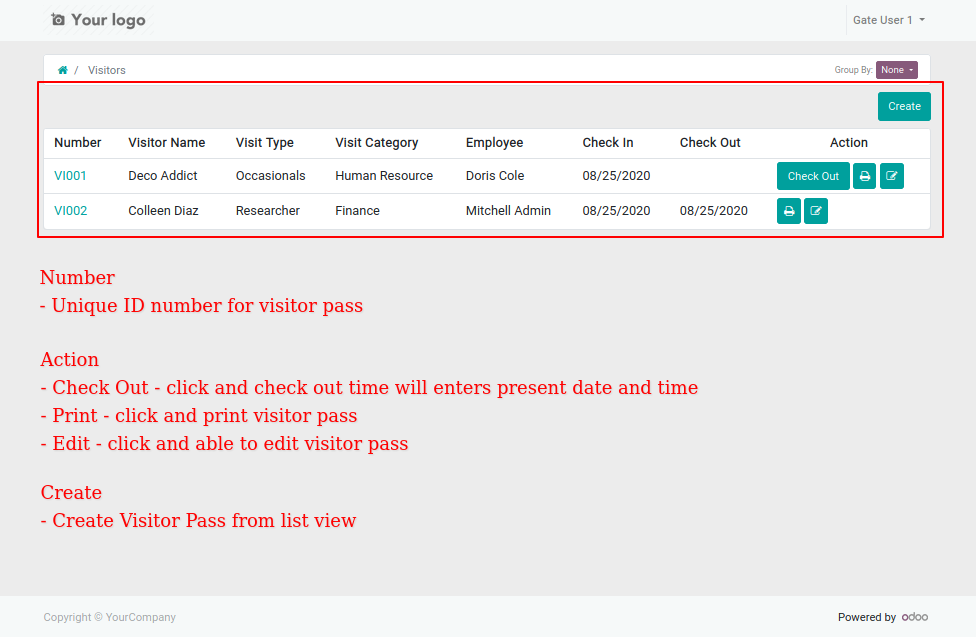 Your logo
Gate User 1
/ Visitors
Group By: None
Create
Number Visitor Name Visit Type Visit Category Employee Check In Check Out Action
VI001 Deco Addict Occasionals Human Resource Doris Cole 08/25/2020 Check Out
VI002 Colleen Diaz Researcher Finance Mitchell Admin 08/25/2020 08/25/2020
Number
- Unique ID number for visitor pass
Action
- Check Out - click and check out time will enters present date and time
- Print - click and print visitor pass
- Edit - click and able to edit visitor pass
Create
- Create Visitor Pass from list view
Copyright © YourCompany
Powered by odoo